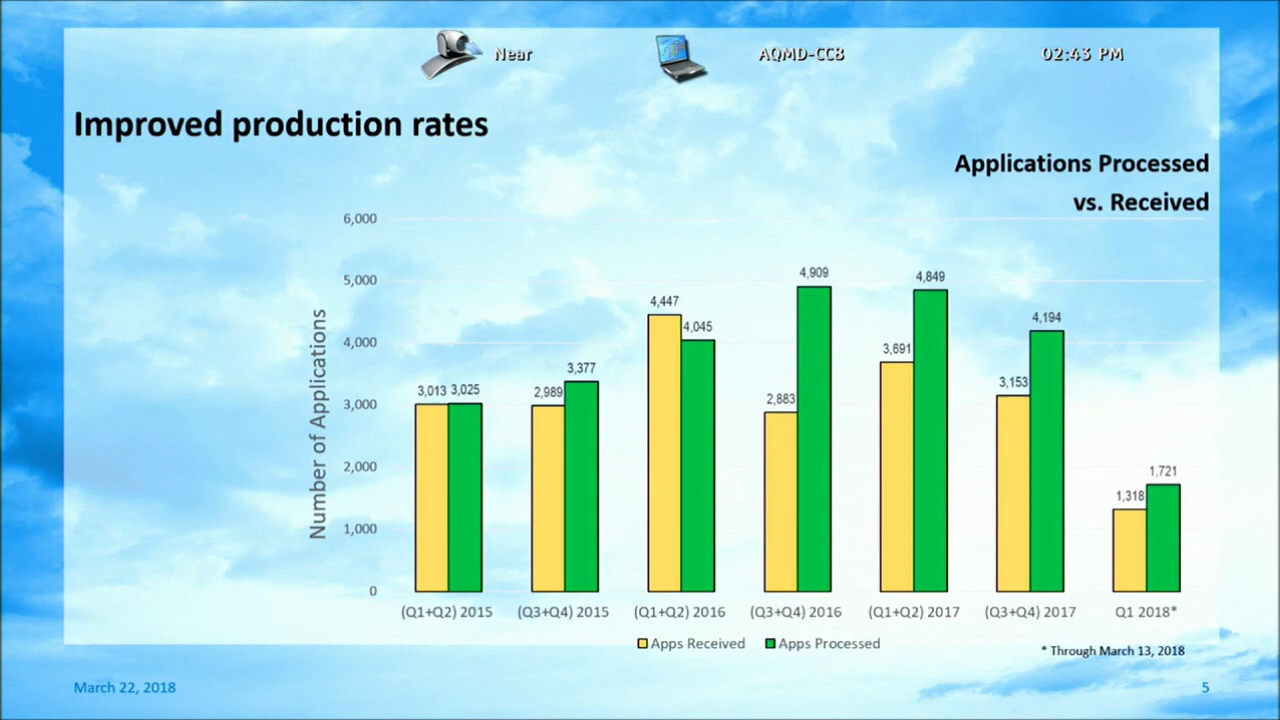 Near
AQMD-CC8
02:43 PM
Improved production rates
Applications Processed
vs. Received
Number of Applications
6,000
5,000
4,000
3,000
2,000
1,000
0
3,013 3,025
2,989 3,377
4,447 4,045
2,883 4,909
3,691 4,849
3,153 4,194
1,318 1,721
(Q1+Q2) 2015 (Q3+Q4) 2015 (Q1+Q2) 2016 (Q3+Q4) 2016 (Q1+Q2) 2017 (Q3+Q4) 2017 Q1 2018*
Apps Received Apps Processed
* Through March 13, 2018
March 22, 2018
5